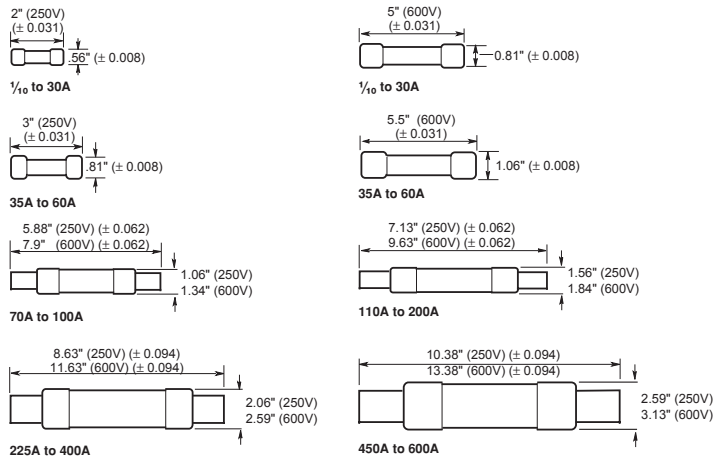 2" (250V)
(± 0.031)
.56" (± 0.008)
1/10 to 30A
5" (600V)
(± 0.031)
0.81" (± 0.008)
1/10 to 30A
3" (250V)
(± 0.031)
.81" (± 0.008)
35A to 60A
5.5" (600V)
(± 0.031)
1.06" (± 0.008)
35A to 60A
5.88" (250V) (± 0.062)
7.9" (600V) (± 0.062)
1.06" (250V)
1.34" (600V)
70A to 100A
7.13" (250V) (± 0.062)
9.63" (600V) (± 0.062)
1.56" (250V)
1.84" (600V)
110A to 200A
8.63" (250V) (± 0.094)
11.63" (600V) (± 0.094)
2.06" (250V)
2.59" (600V)
225A to 400A
10.38" (250V) (± 0.094)
13.38" (600V) (± 0.094)
2.59" (250V)
3.13" (600V)
450A to 600A